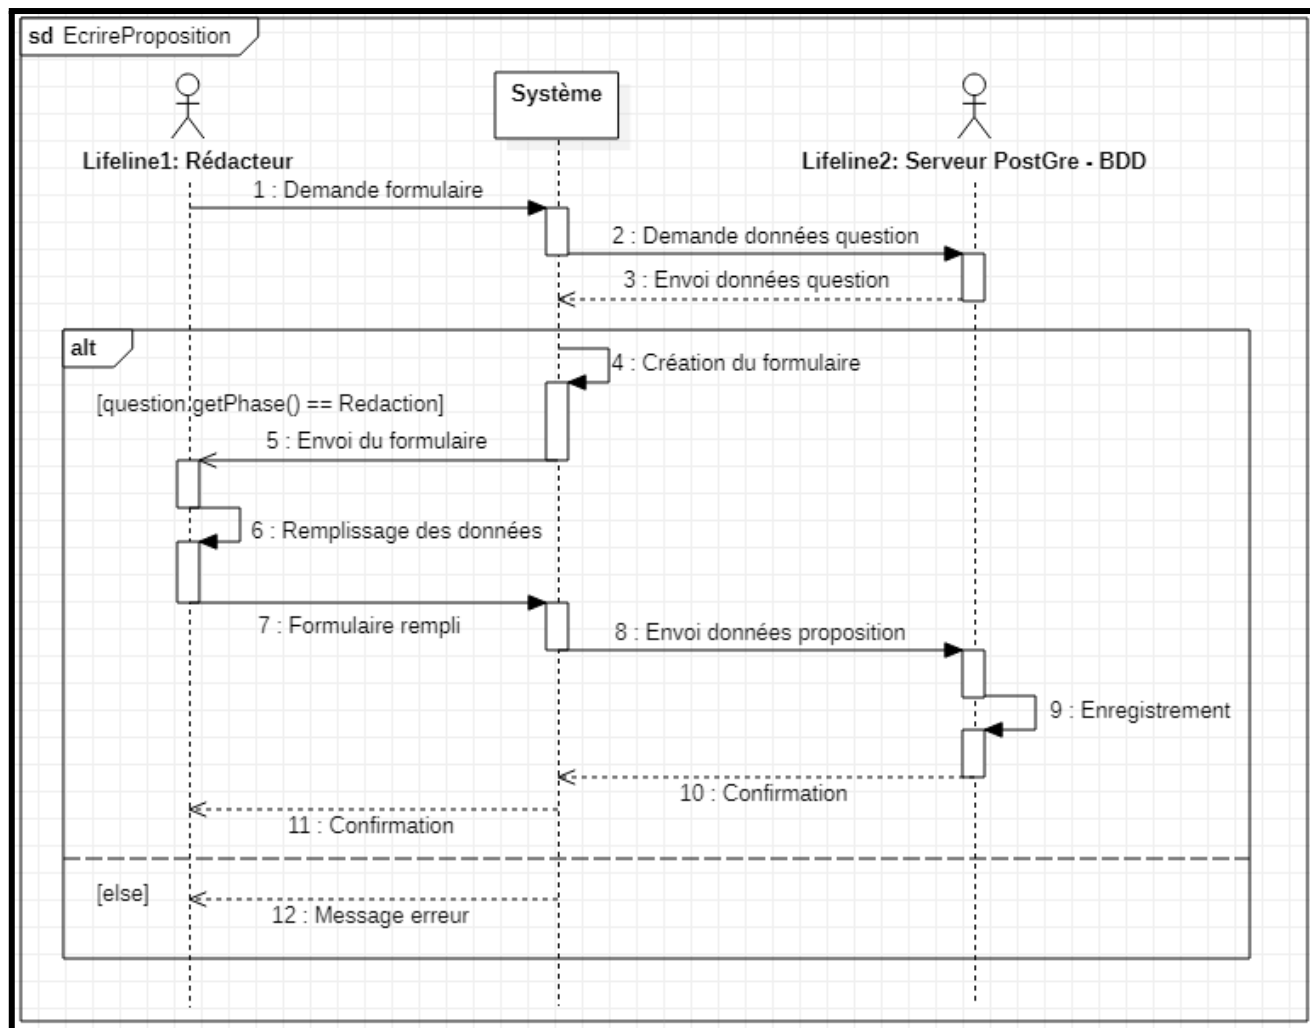 sd EcrireProposition
Système
Lifeline1: Rédacteur
Lifeline2: Serveur PostGre - BDD
1 : Demande formulaire
2 : Demande données question
3 : Envoi données question
alt
4 : Création du formulaire
[question.getPhase() == Redaction]
5 : Envoi du formulaire
6 : Remplissage des données
7 : Formulaire rempli
8 : Envoi données proposition
9 : Enregistrement
10 : Confirmation
11 : Confirmation
[else]
12 : Message erreur